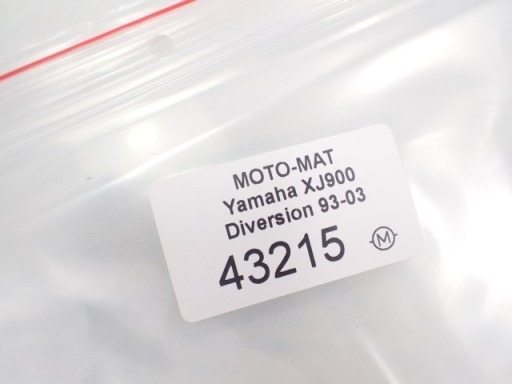 MOTO-MAT
Yamaha XJ900
Diversion 93-03
43215 M